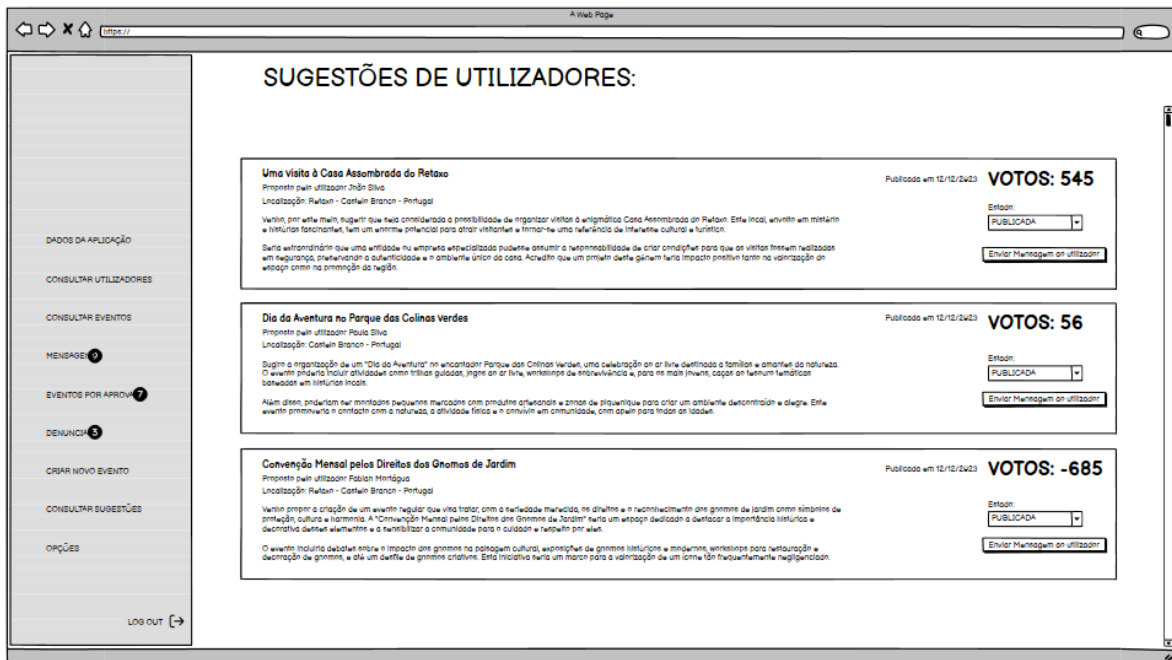 A Web Page
https://
SUGESTÕES DE UTILIZADORES:
DADOS DA APLICAÇÃO
CONSULTAR UTILIZADORES
CONSULTAR EVENTOS
MENSAGEN 9
EVENTOS POR APROVA 7
DENUNCIA 3
CRIAR NOVO EVENTO
CONSULTAR SUGESTÕES
OPÇÕES
LOG OUT
Uma Visita à Casa Assombrada do Retaxo
Proposto pelo utilizador João Silva
Localização: Retaxo - Castelo Branco - Portugal
Venho, por este meio, sugerir que seja considerada a possibilidade de organizar visitas à enigmática Casa Assombrada do Retaxo. Este local, envolto em mistério
e histórias fascinantes, tem um enorme potencial para atrair visitantes e tornar-se uma referência de interesse cultural e turístico.
Seria extraordinário que uma entidade ou empresa especializada pudesse assumir a responsabilidade de criar condições para que as visitas fossem realizadas
em segurança, preservando a autenticidade e o ambiente único da casa. Acredito que um projeto deste género teria impacto positivo tanto na valorização do
espaço como na promoção da região.
Publicada em 12/12/2023
VOTOS: 545
Estado:
PUBLICADA
Enviar Mensagem ao utilizador
Dia da Aventura no Parque das Colinas Verdes
Proposto pelo utilizador Paula Silva
Localização: Castelo Branco - Portugal
Sugiro a organização de um "Dia da Aventura" no encantador Parque das Colinas Verdes, uma celebração ao ar livre destinada a famílias e amantes da natureza.
O evento poderia incluir atividades como trilhas guiadas, jogos ao ar livre, workshops de sobrevivência e, para os mais jovens, caças ao tesouro temáticas
baseadas em histórias locais.
Além disso, poderiam ser montados pequenos mercados com produtos artesanais e zonas de piquenique para criar um ambiente descontraído e alegre. Este
evento promoveria o contacto com a natureza, a atividade física e o convívio em comunidade, com apelo para todas as idades.
Publicada em 12/12/2023
VOTOS: 56
Estado:
PUBLICADA
Enviar Mensagem ao utilizador
Convenção Mensal pelos Direitos dos Gnomos de Jardim
Proposto pelo utilizador Fabian Mortágua
Localização: Retaxo - Castelo Branco - Portugal
Venho propor a criação de um evento regular que visa tratar, com a seriedade merecida, os direitos e o reconhecimento dos gnomos de jardim como símbolos de
proteção, cultura e harmonia. A "Convenção Mensal pelos Direitos dos Gnomos de Jardim" seria um espaço dedicado a destacar a importância histórica e
decorativa desses elementos e a sensibilizar a comunidade para o cuidado e respeito por eles.
O evento incluiria debates sobre o impacto dos gnomos na paisagem cultural, exposições de gnomos históricos e modernos, workshops para restauração e
decoração de gnomos, e até um desfile de gnomos criativos. Esta iniciativa seria um marco para a valorização de um ícone tão frequentemente negligenciado.
Publicada em 12/12/2023
VOTOS: -685
Estado:
PUBLICADA
Enviar Mensagem ao utilizador